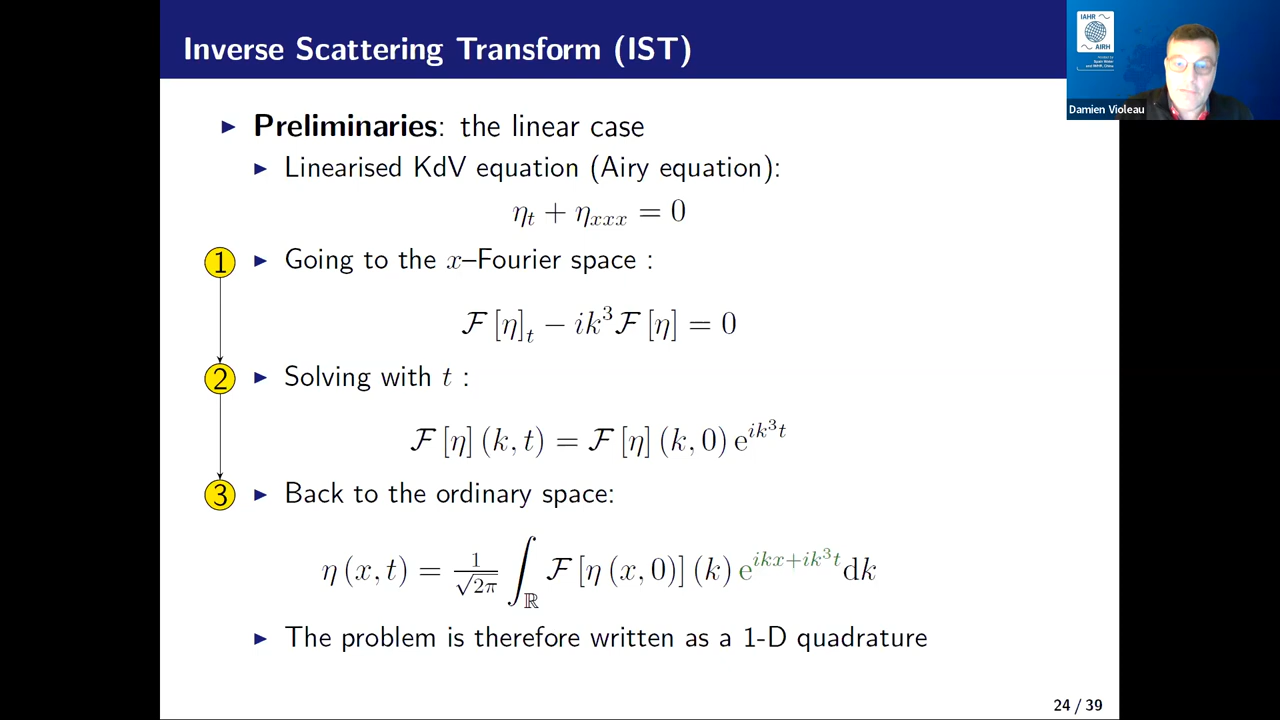 Inverse Scattering Transform (IST)
IAHR
AIRH
Damien Violeau
▶ Preliminaries: the linear case
▶ Linearised KdV equation (Airy equation):
η_t + η_{xxx} = 0
1 ▶ Going to the x–Fourier space :
ℱ [η]_t − ik³ℱ [η] = 0
2 ▶ Solving with t :
ℱ [η] (k, t) = ℱ [η] (k, 0) e^{ik³t}
3 ▶ Back to the ordinary space:
η (x, t) = 1/√2π ∫_ℝ ℱ [η (x, 0)] (k) e^{ikx+ik³t}dk
▶ The problem is therefore written as a 1-D quadrature
24 / 39